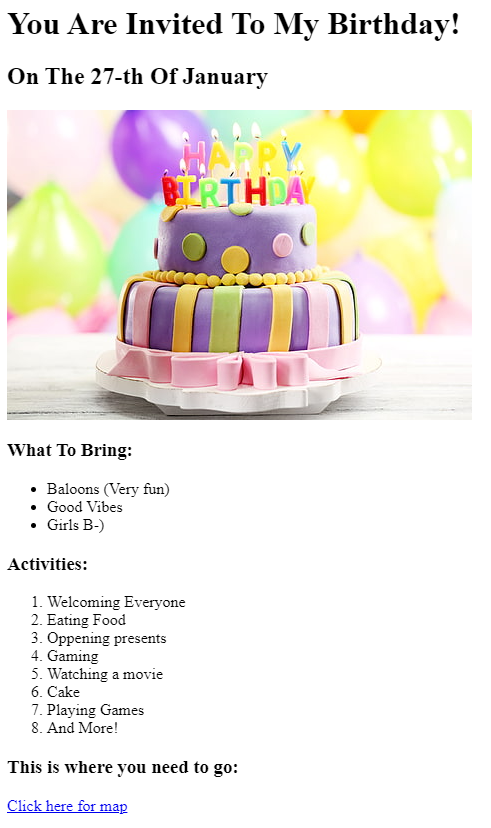 You Are Invited To My Birthday!
On The 27-th Of January
HAPPY
BIRTHDAY
What To Bring:
Baloons (Very fun)
Good Vibes
Girls B-)
Activities:
1. Welcoming Everyone
2. Eating Food
3. Oppening presents
4. Gaming
5. Watching a movie
6. Cake
7. Playing Games
8. And More!
This is where you need to go:
Click here for map